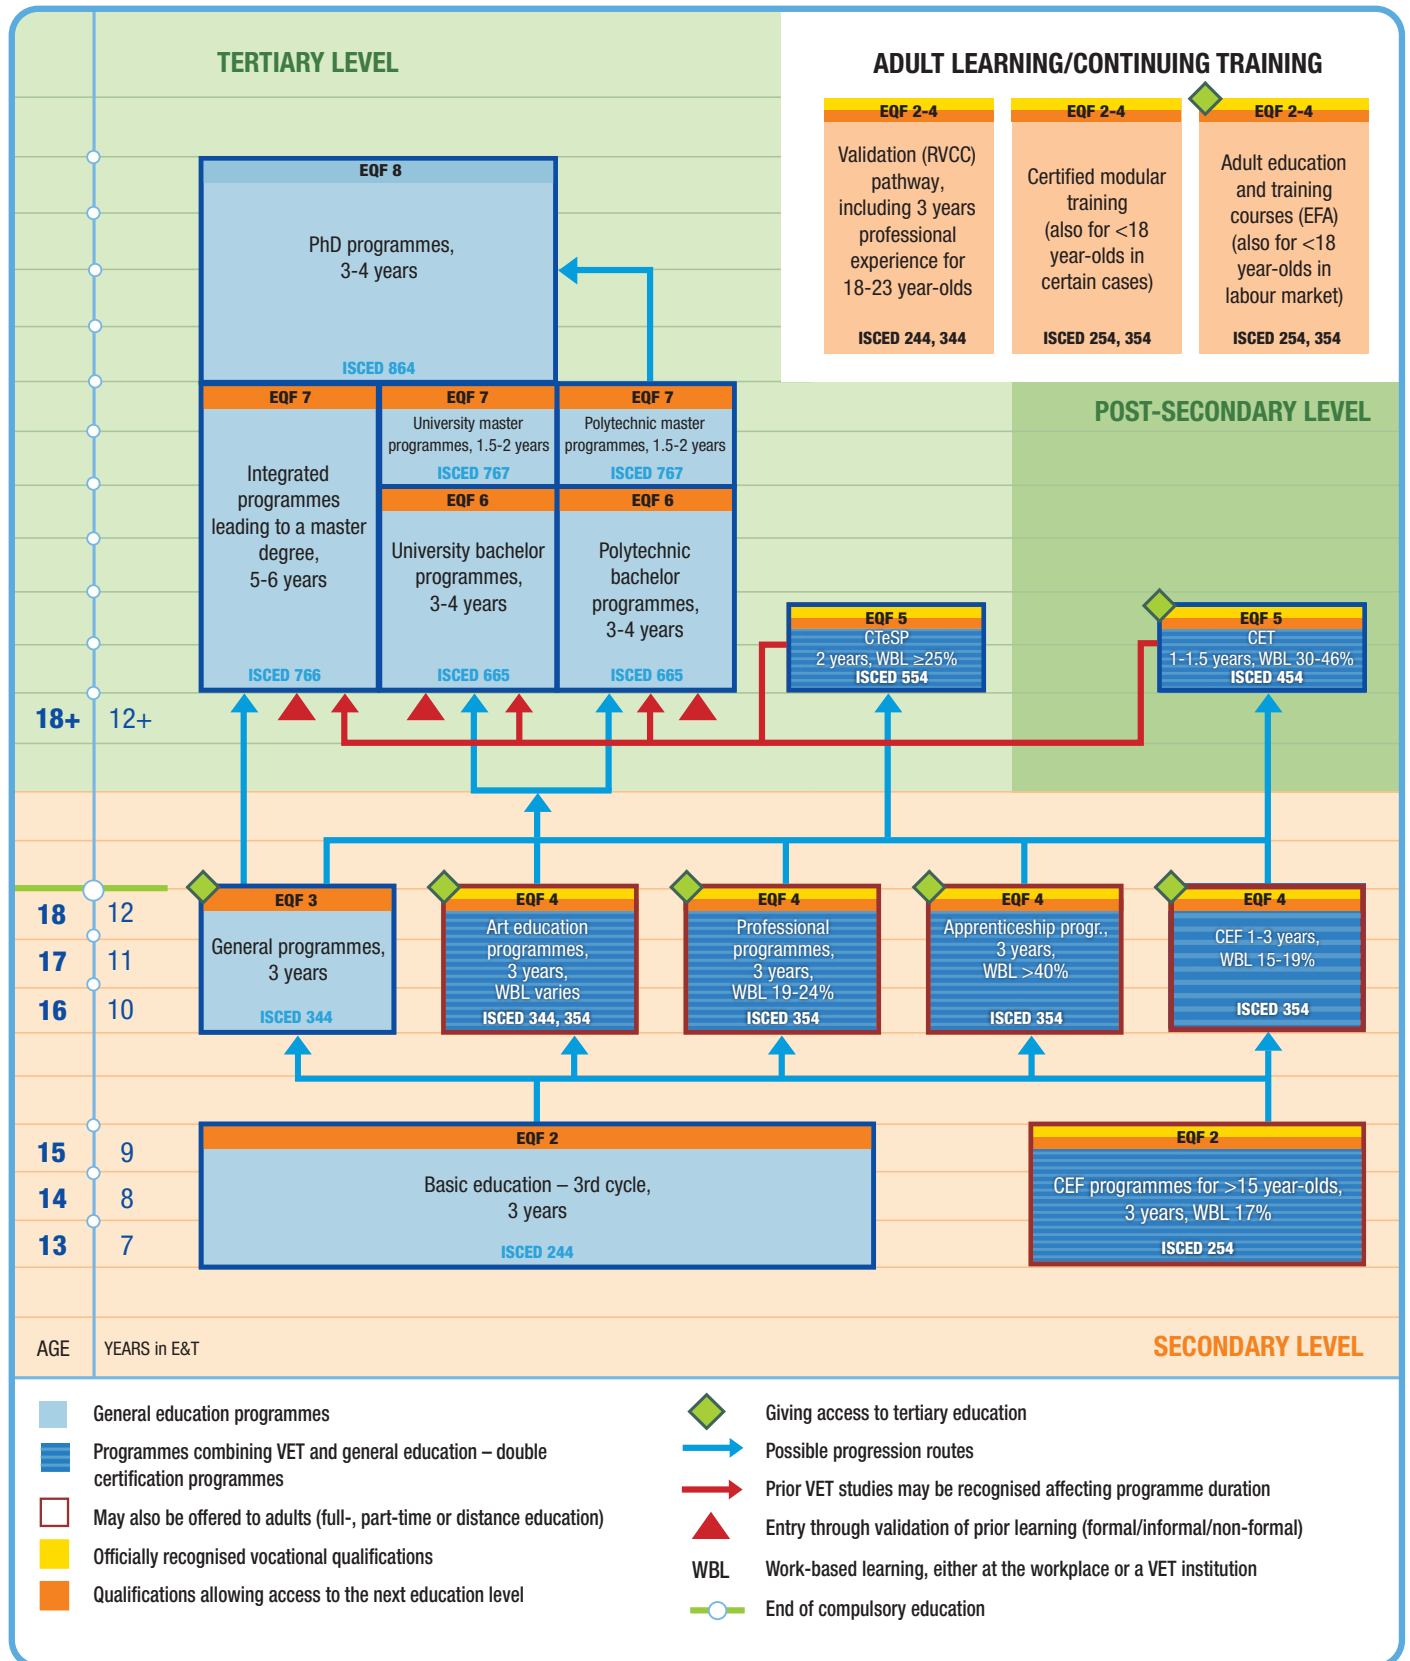 TERTIARY LEVEL
ADULT LEARNING/CONTINUING TRAINING
EQF 2-4
Validation (RVCC)
pathway,
including 3 years
professional
experience for
18-23 year-olds
ISCED 244, 344
EQF 2-4
Certified modular
training
(also for <18
year-olds in
certain cases)
ISCED 254, 354
EQF 2-4
Adult education
and training
courses (EFA)
(also for <18
year-olds in
labour market)
ISCED 254, 354
EQF 8
PhD programmes,
3-4 years
ISCED 864
POST-SECONDARY LEVEL
EQF 7
Integrated
programmes
leading to a master
degree,
5-6 years
ISCED 766
EQF 7
University master
programmes, 1.5-2 years
ISCED 767
EQF 7
Polytechnic master
programmes, 1.5-2 years
ISCED 767
EQF 6
University bachelor
programmes,
3-4 years
ISCED 665
EQF 6
Polytechnic
bachelor
programmes,
3-4 years
ISCED 665
EQF 5
CTeSP
2 years, WBL ≥25%
ISCED 554
EQF 5
CET
1-1.5 years, WBL 30-46%
ISCED 454
18+ 12+
18 12
17 11
16 10
EQF 3
General programmes,
3 years
ISCED 344
EQF 4
Art education
programmes,
3 years,
WBL varies
ISCED 344, 354
EQF 4
Professional
programmes,
3 years,
WBL 19-24%
ISCED 354
EQF 4
Apprenticeship progr.,
3 years,
WBL >40%
ISCED 354
EQF 4
CEF 1-3 years,
WBL 15-19%
ISCED 354
15 9
14 8
13 7
EQF 2
Basic education – 3rd cycle,
3 years
ISCED 244
EQF 2
CEF programmes for >15 year-olds,
3 years, WBL 17%
ISCED 254
AGE YEARS in E&T
SECONDARY LEVEL
General education programmes
Programmes combining VET and general education – double
certification programmes
May also be offered to adults (full-, part-time or distance education)
Officially recognised vocational qualifications
Qualifications allowing access to the next education level
Giving access to tertiary education
Possible progression routes
Prior VET studies may be recognised affecting programme duration
Entry through validation of prior learning (formal/informal/non-formal)
WBL Work-based learning, either at the workplace or a VET institution
End of compulsory education